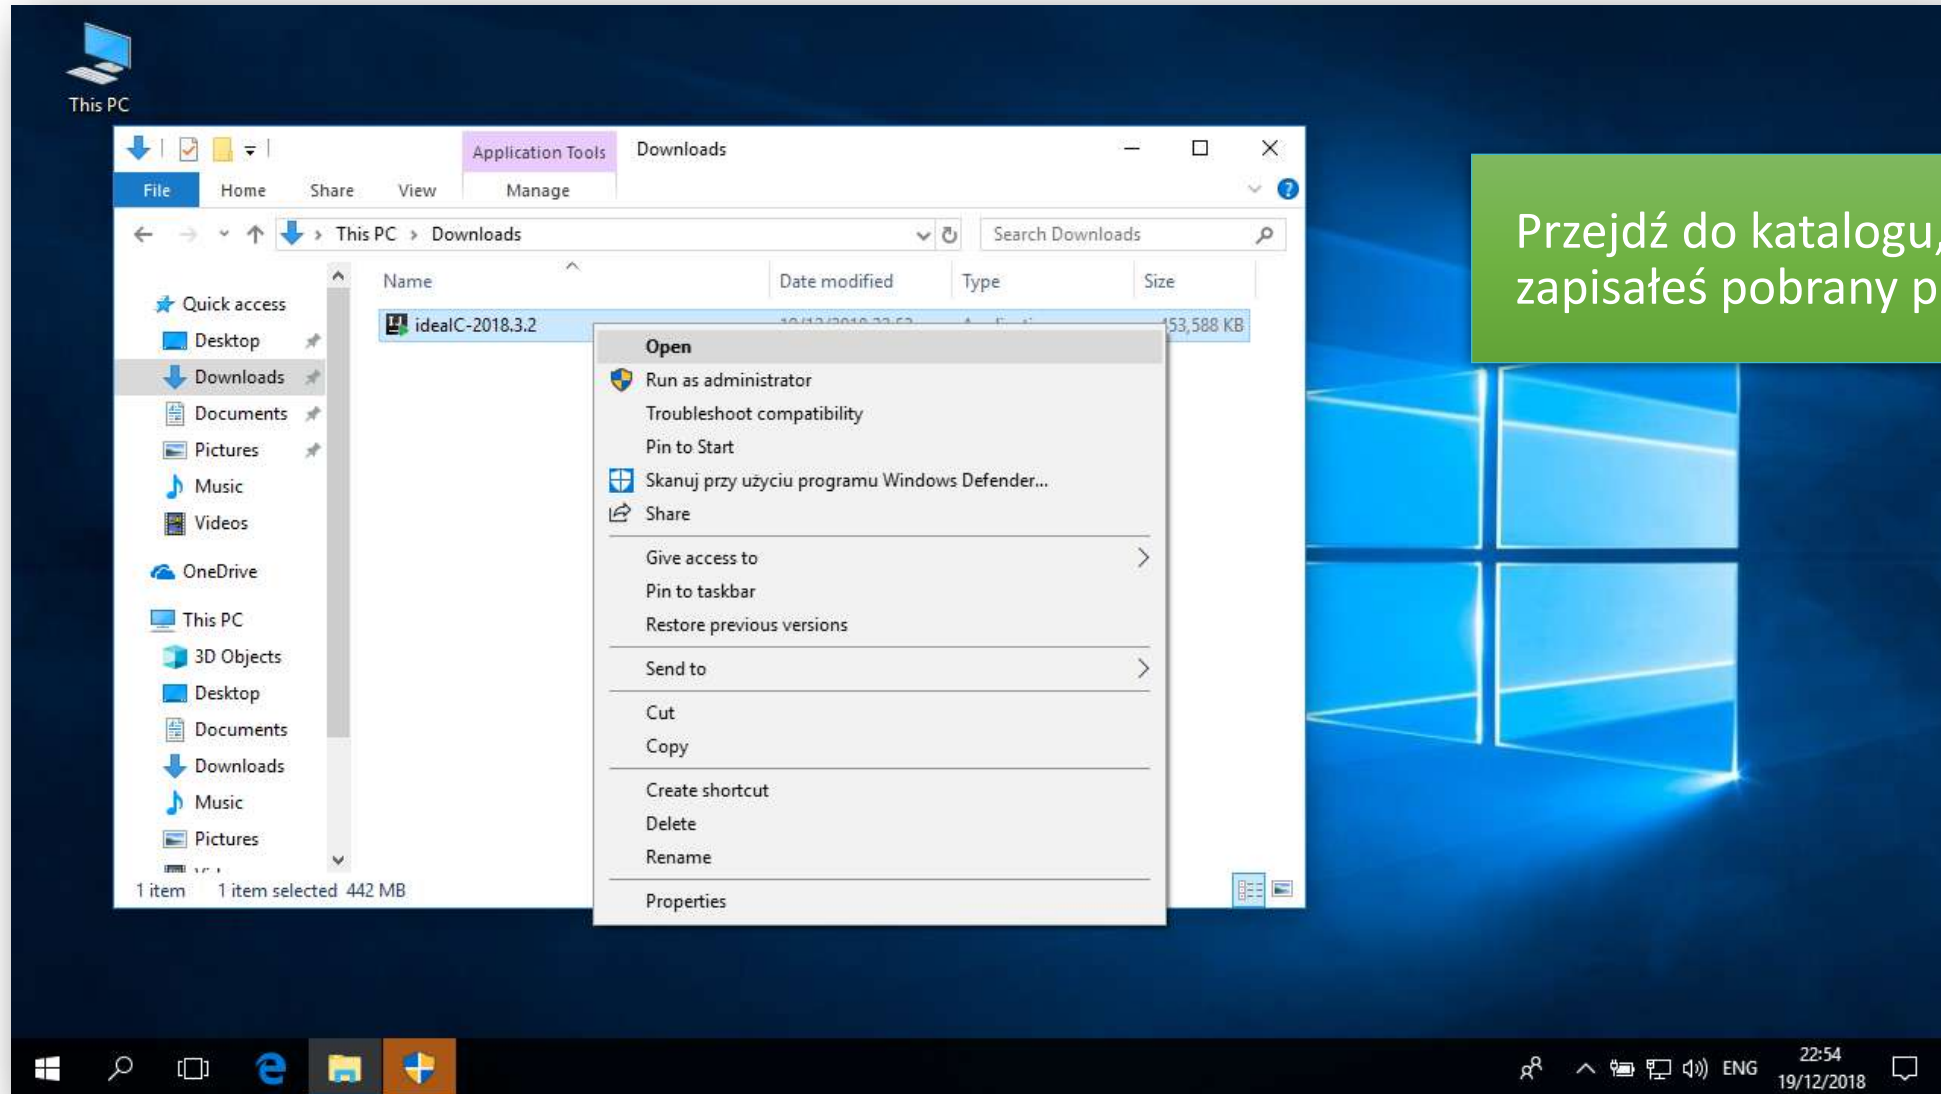 This PC
Application Tools
Downloads
File
Home
Share
View
Manage
This PC
Downloads
Search Downloads
Name
Date modified
Type
Size
Quick access
Desktop
Downloads
Documents
Pictures
Music
Videos
OneDrive
This PC
3D Objects
Desktop
Documents
Downloads
Music
Pictures
ideaIC-2018.3.2
453,588 KB
Open
Run as administrator
Troubleshoot compatibility
Pin to Start
Skanuj przy użyciu programu Windows Defender...
Share
Give access to
Pin to taskbar
Restore previous versions
Send to
Cut
Copy
Create shortcut
Delete
Rename
Properties
1 item
1 item selected 442 MB
Przejdź do katalogu,
zapisałeś pobrany p
ENG
22:54
19/12/2018